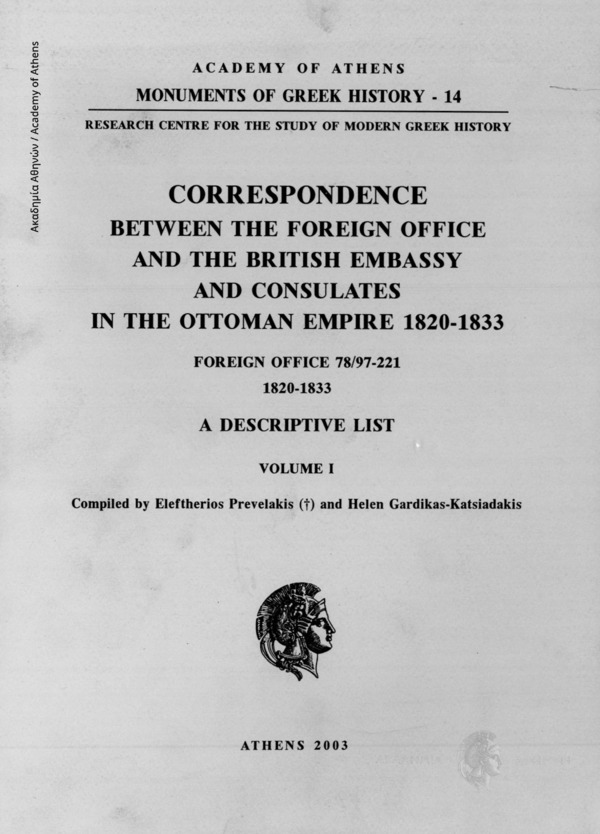 Ακαδημία Αθηνών / Academy of Athens
ACADEMY OF ATHENS
MONUMENTS OF GREEK HISTORY - 14
RESEARCH CENTRE FOR THE STUDY OF MODERN GREEK HISTORY
CORRESPONDENCE
BETWEEN THE FOREIGN OFFICE
AND THE BRITISH EMBASSY
AND CONSULATES
IN THE OTTOMAN EMPIRE 1820-1833
FOREIGN OFFICE 78/97-221
1820-1833
A DESCRIPTIVE LIST
VOLUME I
Compiled by Eleftherios Prevelakis (†) and Helen Gardikas-Katsiadakis
ATHENS 2003